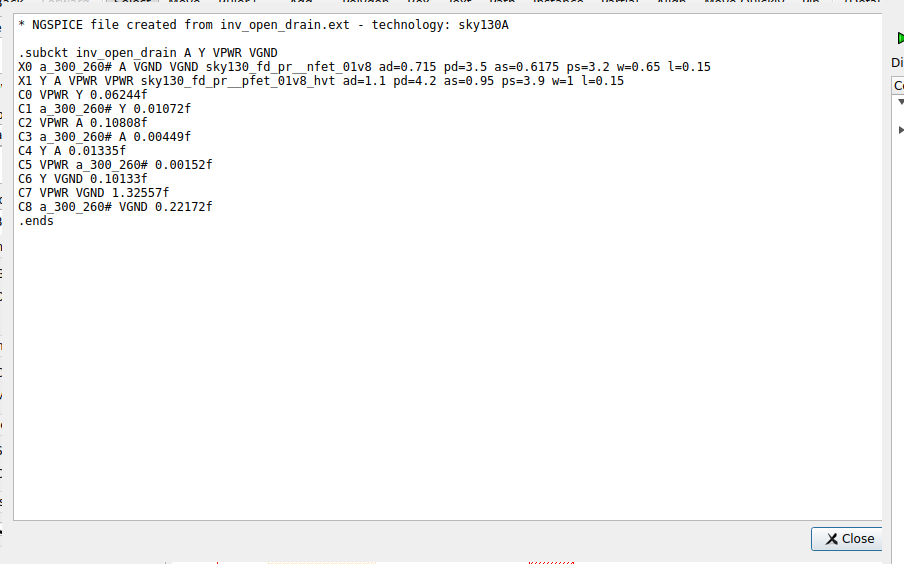 * NGSPICE file created from inv_open_drain.ext - technology: sky130A
.subckt inv_open_drain A Y VPWR VGND
X0 a_300_260# A VGND VGND sky130_fd_pr__nfet_01v8 ad=0.715 pd=3.5 as=0.6175 ps=3.2 w=0.65 l=0.15
X1 Y A VPWR VPWR sky130_fd_pr__pfet_01v8_hvt ad=1.1 pd=4.2 as=0.95 ps=3.9 w=1 l=0.15
C0 VPWR Y 0.06244f
C1 a_300_260# Y 0.01072f
C2 VPWR A 0.10808f
C3 a_300_260# A 0.00449f
C4 Y A 0.01335f
C5 VPWR a_300_260# 0.00152f
C6 Y VGND 0.10133f
C7 VPWR VGND 1.32557f
C8 a_300_260# VGND 0.22172f
.ends
Close